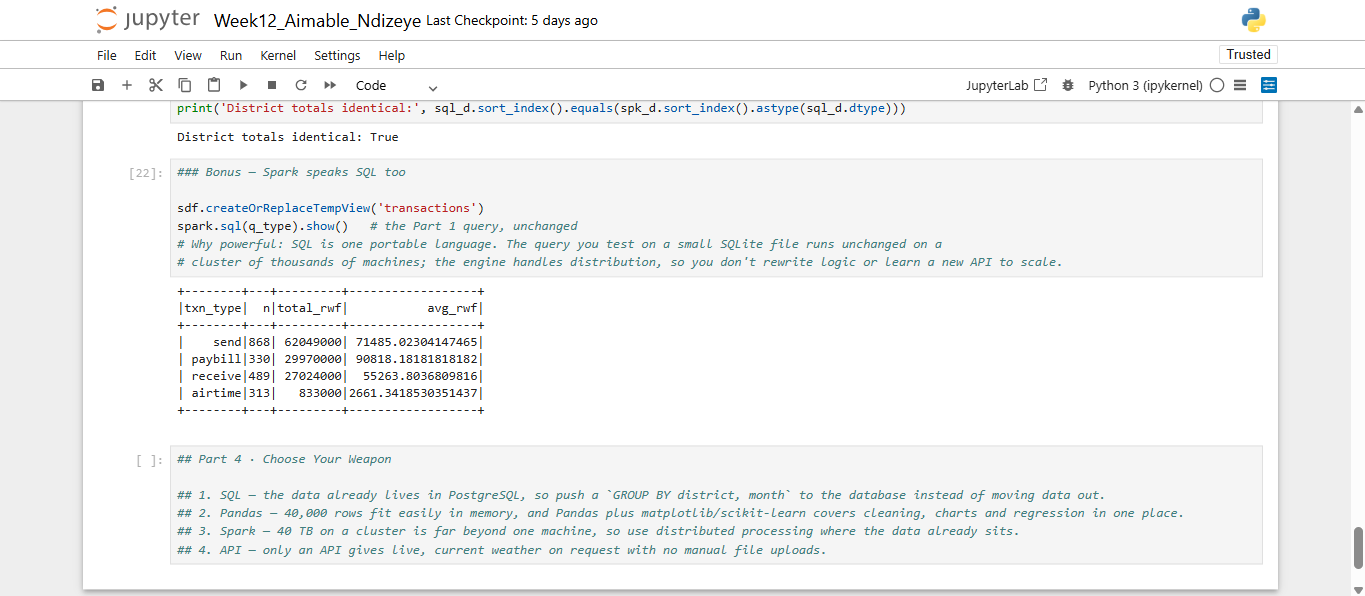 jupyter Week12_Aimable_Ndizeye Last Checkpoint: 5 days ago
File Edit View Run Kernel Settings Help
Trusted
Code
JupyterLab
Python 3 (ipykernel)
print('District totals identical:', sql_d.sort_index().equals(spk_d.sort_index().astype(sql_d.dtype)))
District totals identical: True
[22]:
### Bonus — Spark speaks SQL too
sdf.createOrReplaceTempView('transactions')
spark.sql(q_type).show()   # the Part 1 query, unchanged
# Why powerful: SQL is one portable language. The query you test on a small SQLite file runs unchanged on a
# cluster of thousands of machines; the engine handles distribution, so you don't rewrite logic or learn a new API to scale.
+--------+---+---------+------------------+
|txn_type|  n|total_rwf|           avg_rwf|
+--------+---+---------+------------------+
|    send|868| 62049000| 71485.02304147465|
| paybill|330| 29970000| 90818.18181818182|
| receive|489| 27024000|  55263.8036809816|
| airtime|313|   833000|2661.3418530351437|
+--------+---+---------+------------------+
[ ]:
## Part 4 · Choose Your Weapon
## 1. SQL — the data already lives in PostgreSQL, so push a `GROUP BY district, month` to the database instead of moving data out.
## 2. Pandas — 40,000 rows fit easily in memory, and Pandas plus matplotlib/scikit-learn covers cleaning, charts and regression in one place.
## 3. Spark — 40 TB on a cluster is far beyond one machine, so use distributed processing where the data already sits.
## 4. API — only an API gives live, current weather on request with no manual file uploads.